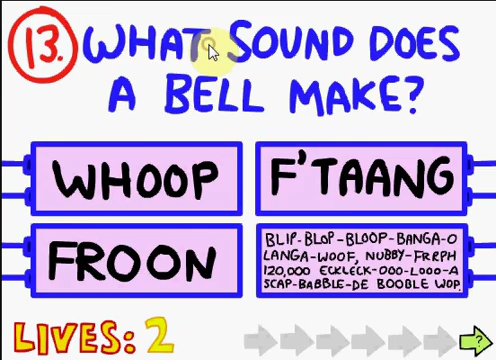 13. WHAT SOUND DOES
A BELL MAKE?
WHOOP
F'TAANG
FROON
BLIP-BLOP-BLOOP-BANGA-O
LANGA-WOOF, NUBBY-FRRPH
120,000 ECKLECK-OOO-LOOO-A
SCAP-BABBLE-DE BOOBLE WOP.
LIVES: 2
?